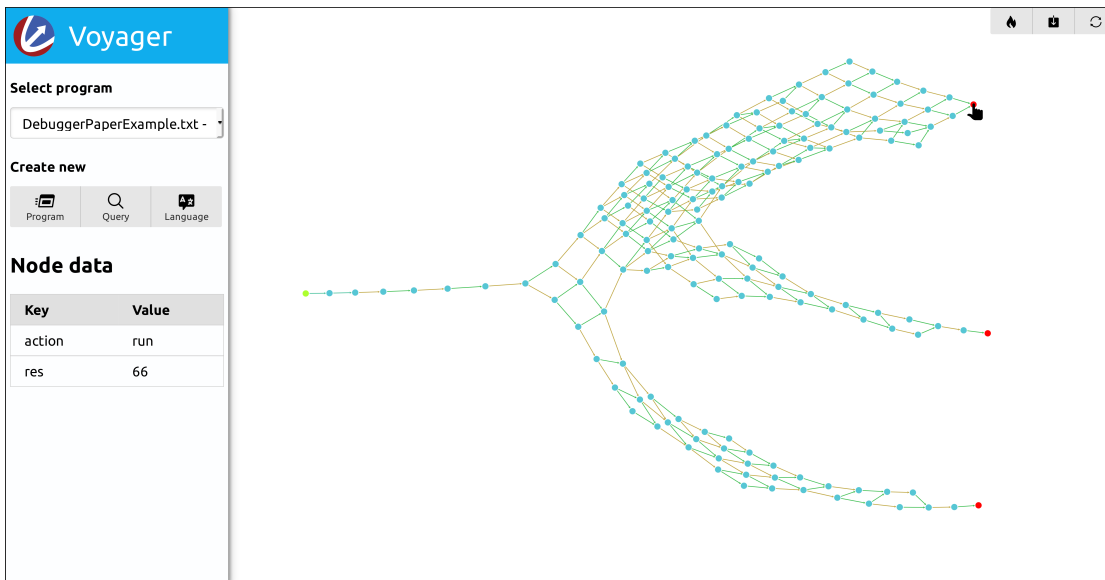 Voyager
Select program
DebuggerPaperExample.txt -
Create new
Program Query Language
Node data
Key Value
action run
res 66